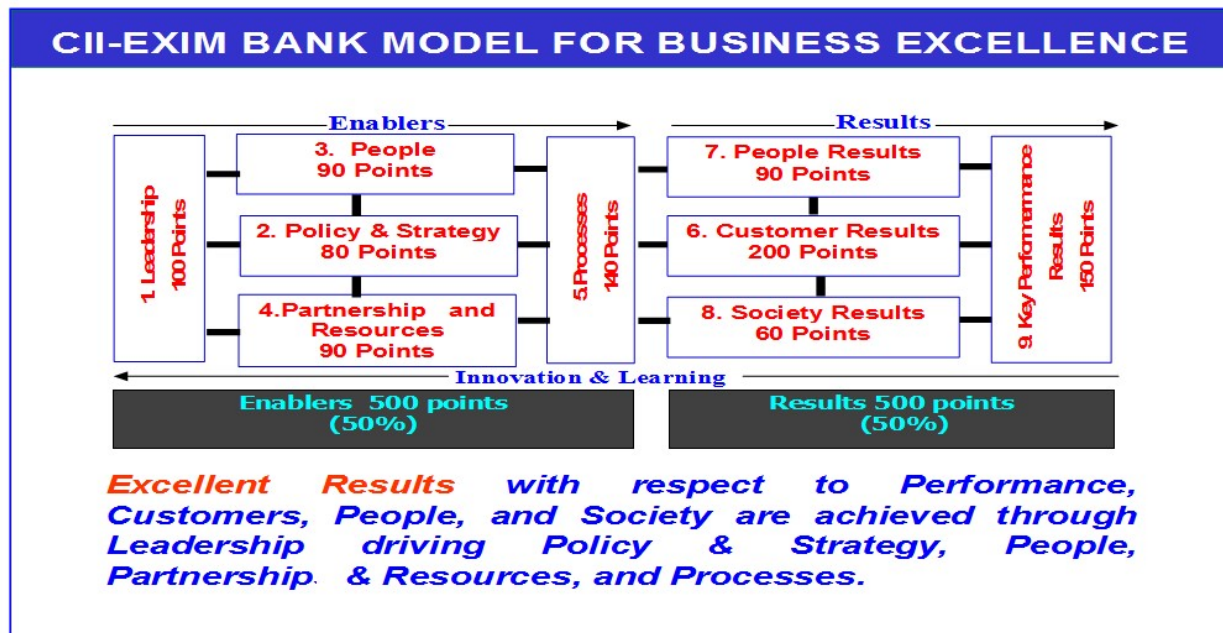 CII-EXIM BANK MODEL FOR BUSINESS EXCELLENCE
Enablers
Results
1. Leadership
100 Points
3. People
90 Points
2. Policy & Strategy
80 Points
4.Partnership and
Resources
90 Points
5.Processes
140 Points
7. People Results
90 Points
6. Customer Results
200 Points
8. Society Results
60 Points
9. Key Performurmance
Results
150 Points
Innovation & Learning
Enablers 500 points
(50%)
Results 500 points
(50%)
Excellent Results with respect to Performance,
Customers, People, and Society are achieved through
Leadership driving Policy & Strategy, People,
Partnership. & Resources, and Processes.